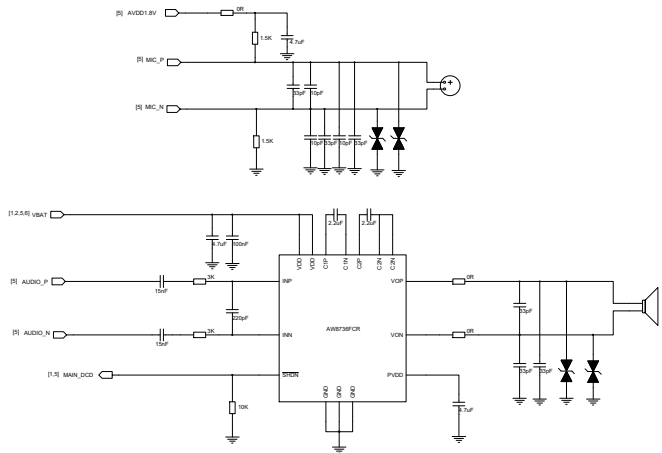 [5] AVDD1.8V
0R
1.5K
4.7uF
[5] MIC_P
33pF
10pF
[5] MIC_N
1.5K
10pF
33pF
10pF
33pF
[1,2,5,6] VBAT
4.7uF
100nF
2.2uF
2.2uF
VDD
VDD
C1P
C1N
C2P
C2N
C2N
[5] AUDIO_P
15nF
3K
INP
VOP
0R
220pF
33pF
AW8736FCR
[5] AUDIO_N
15nF
3K
INN
VON
0R
[1,5] MAIN_DCD
SHDN
PVDD
33pF
33pF
10K
GND
GND
GND
4.7uF